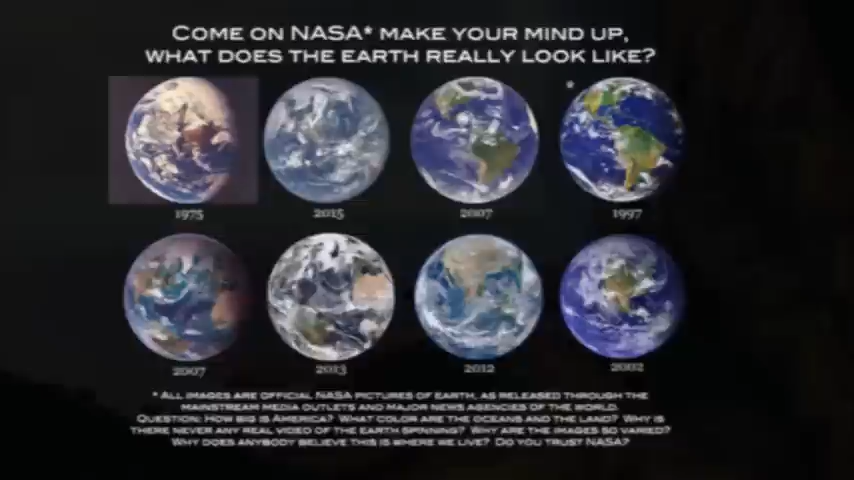 COME ON NASA* MAKE YOUR MIND UP,
WHAT DOES THE EARTH REALLY LOOK LIKE?
*
1975 2015 2007 1997
2007 2013 2012 2002
* ALL IMAGES ARE OFFICIAL NASA PICTURES OF EARTH, AS RELEASED THROUGH THE
MAINSTREAM MEDIA OUTLETS AND MAJOR NEWS AGENCIES OF THE WORLD.
QUESTION: HOW BIG IS AMERICA? WHAT COLOR ARE THE OCEANS AND THE LAND? WHY IS
THERE NEVER ANY REAL VIDEO OF THE EARTH SPINNING? WHY ARE THE IMAGES SO VARIED?
WHY DOES ANYBODY BELIEVE THIS IS WHERE WE LIVE? DO YOU TRUST NASA?